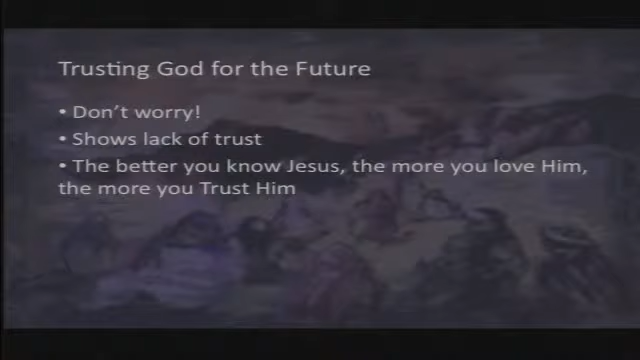 Trusting God for the Future
• Don't worry!
• Shows lack of trust
• The better you know Jesus, the more you love Him,
the more you Trust Him